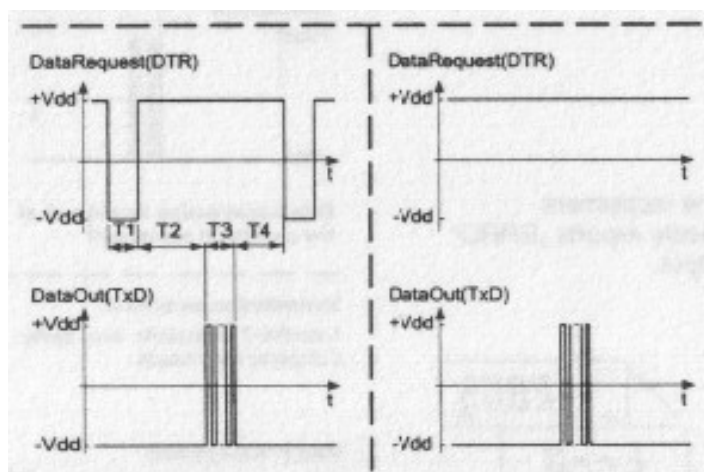 DataRequest(DTR)
+Vdd
t
-Vdd
T1 T2 T3 T4
DataOut(TxD)
+Vdd
t
-Vdd
DataRequest(DTR)
+Vdd
t
-Vdd
DataOut(TxD)
+Vdd
t
-Vdd